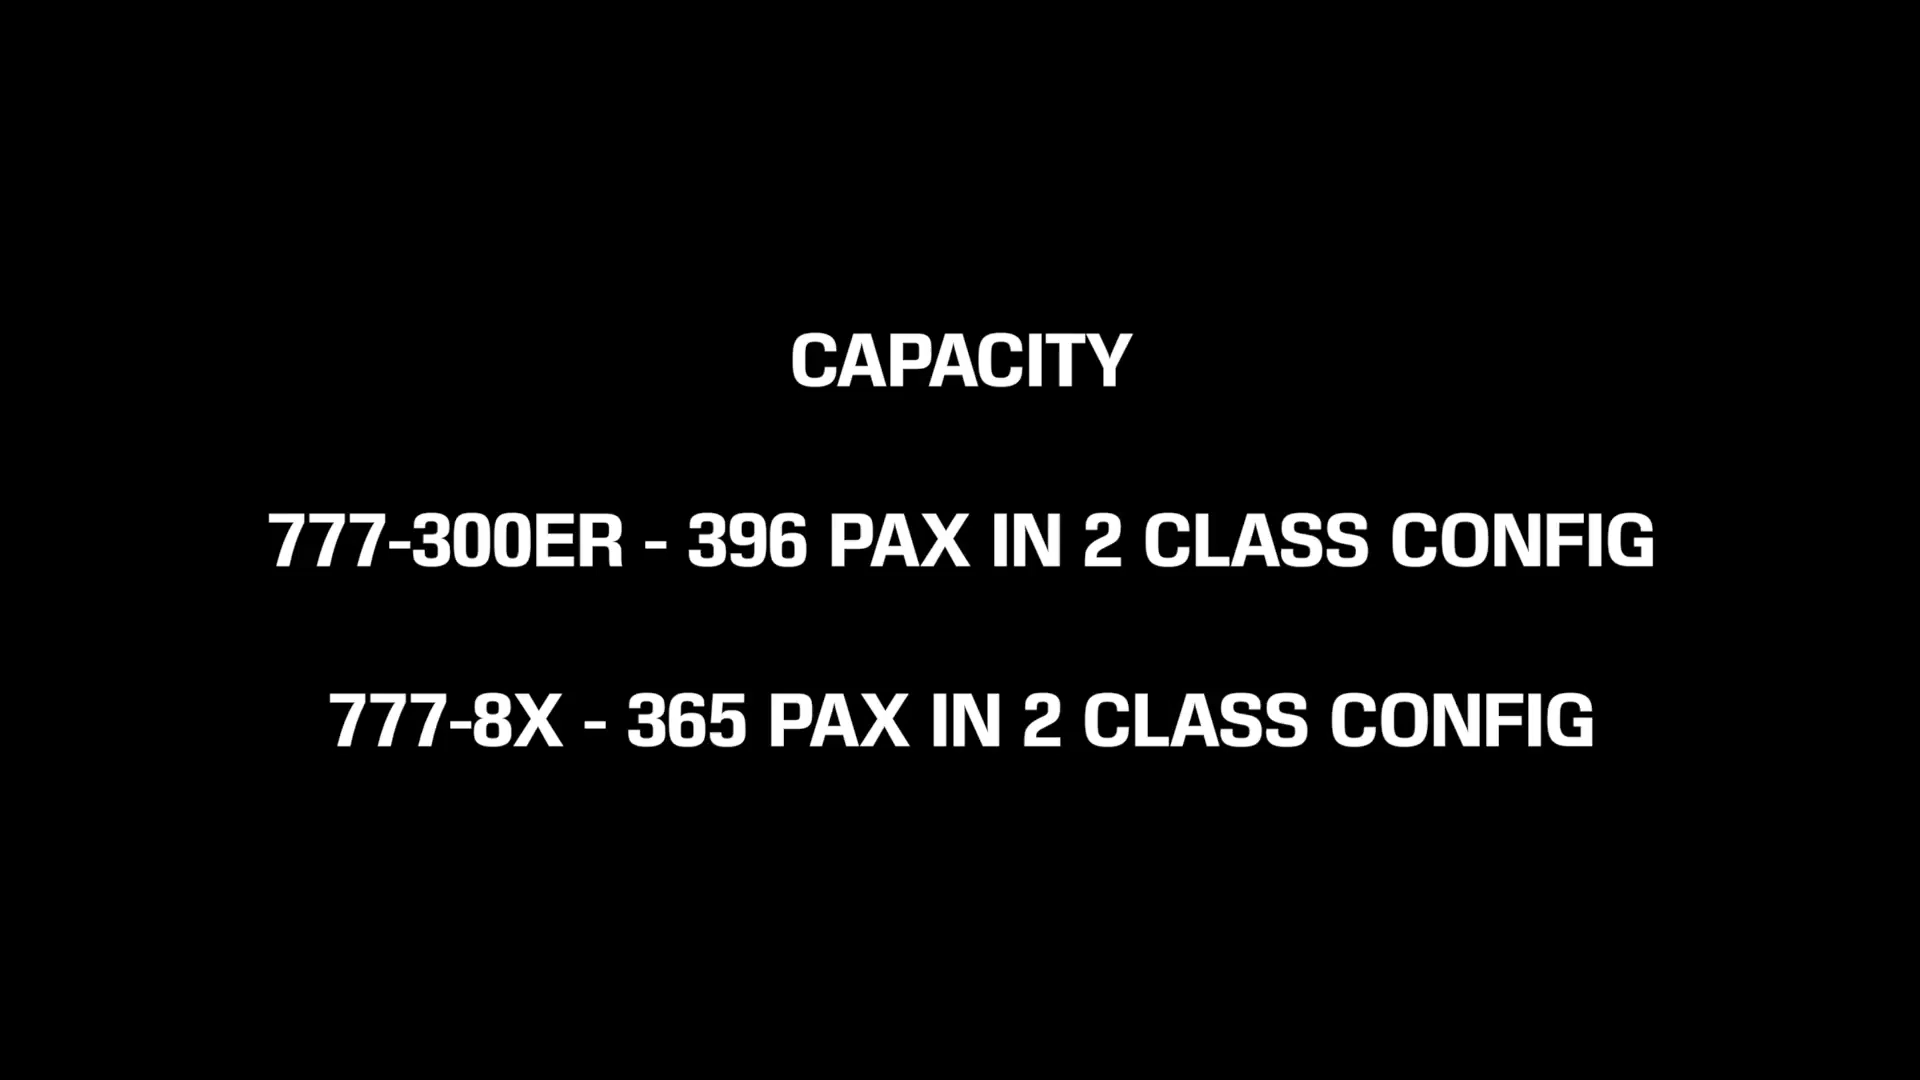 CAPACITY
777-300ER - 396 PAX IN 2 CLASS CONFIG
777-8X - 365 PAX IN 2 CLASS CONFIG